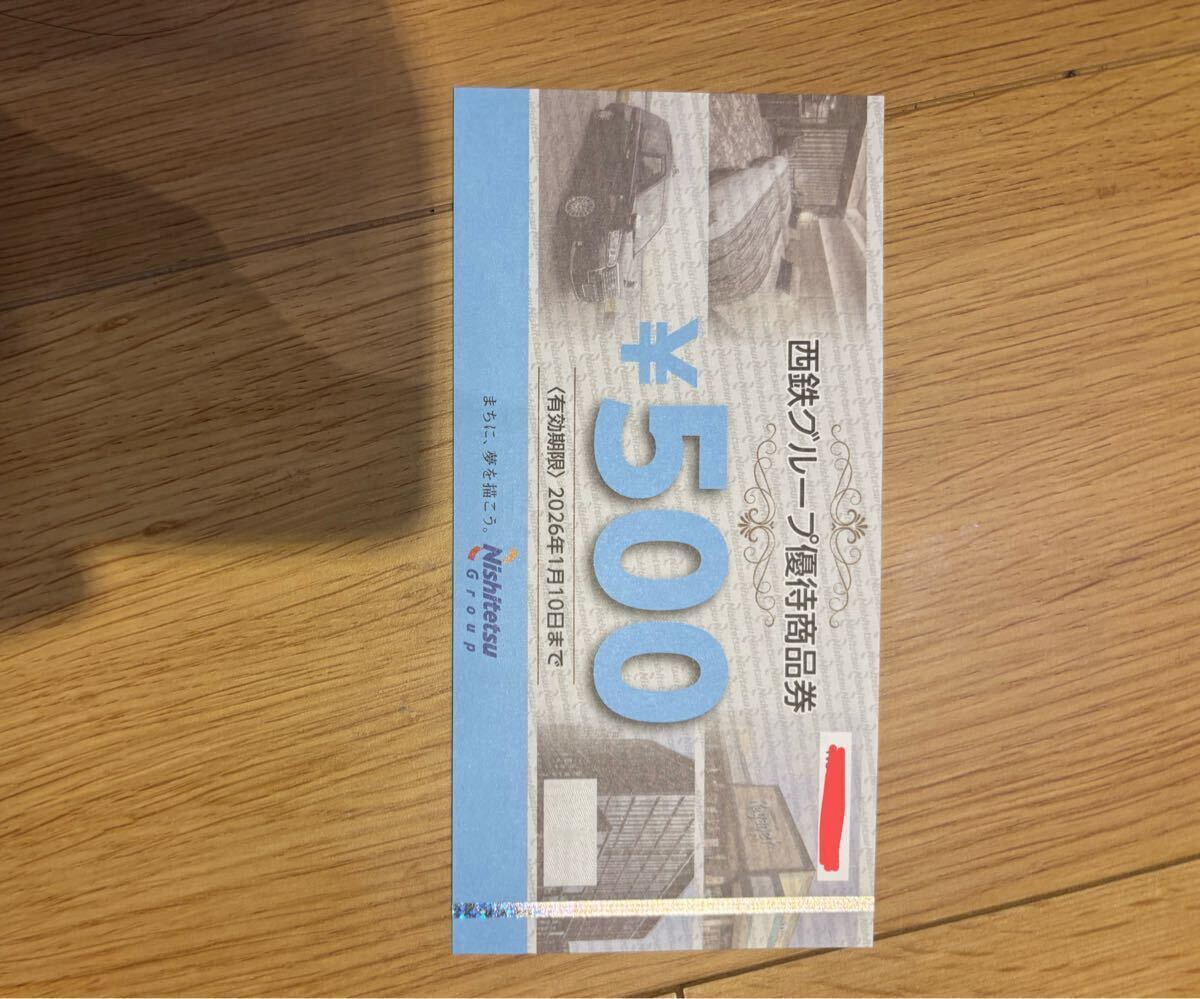 西鉄グループ優待商品券
¥500
〈有効期限〉2026年1月10日まで
まちに、夢を描こう。
Nishitetsu
Group